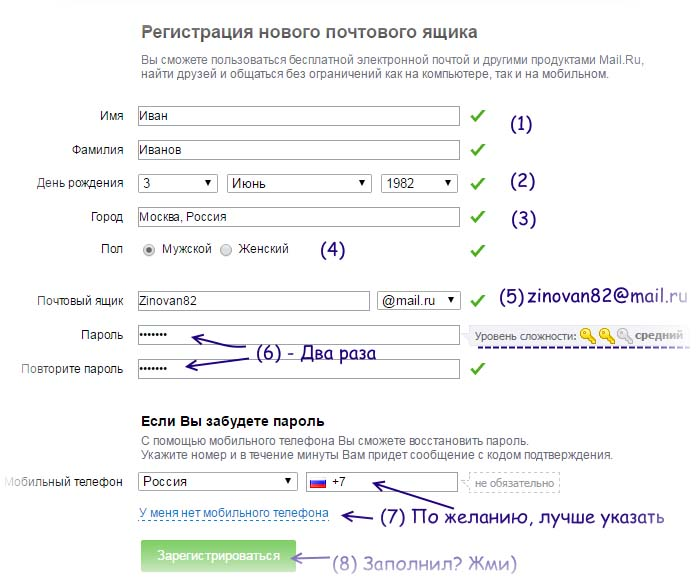 Регистрация нового почтового ящика
Вы сможете пользоваться бесплатной электронной почтой и другими продуктами Mail.Ru,
найти друзей и общаться без ограничений как на компьютере, так и на мобильном.
Имя Иван (1)
Фамилия Иванов
День рождения 3 Июнь 1982 (2)
Город Москва, Россия (3)
Пол Мужской Женский (4)
Почтовый ящик Zinovan82 @mail.ru (5) zinovan82@mail.ru
Пароль ••••••• Уровень сложности: средний
(6) - Два раза
Повторите пароль •••••••
Если Вы забудете пароль
С помощью мобильного телефона Вы сможете восстановить пароль.
Укажите номер и в течение минуты Вам придет сообщение с кодом подтверждения.
Мобильный телефон Россия +7 не обязательно
У меня нет мобильного телефона (7) По желанию, лучше указать
Зарегистрироваться (8) Заполнил? Жми)